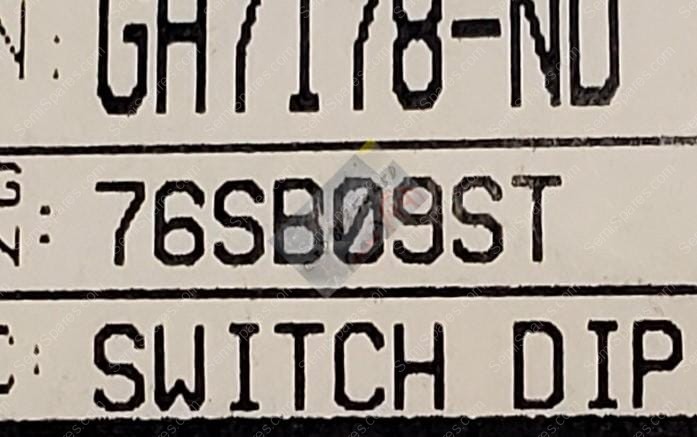 N: GH7178-ND
76SB09ST
: SWITCH DIP